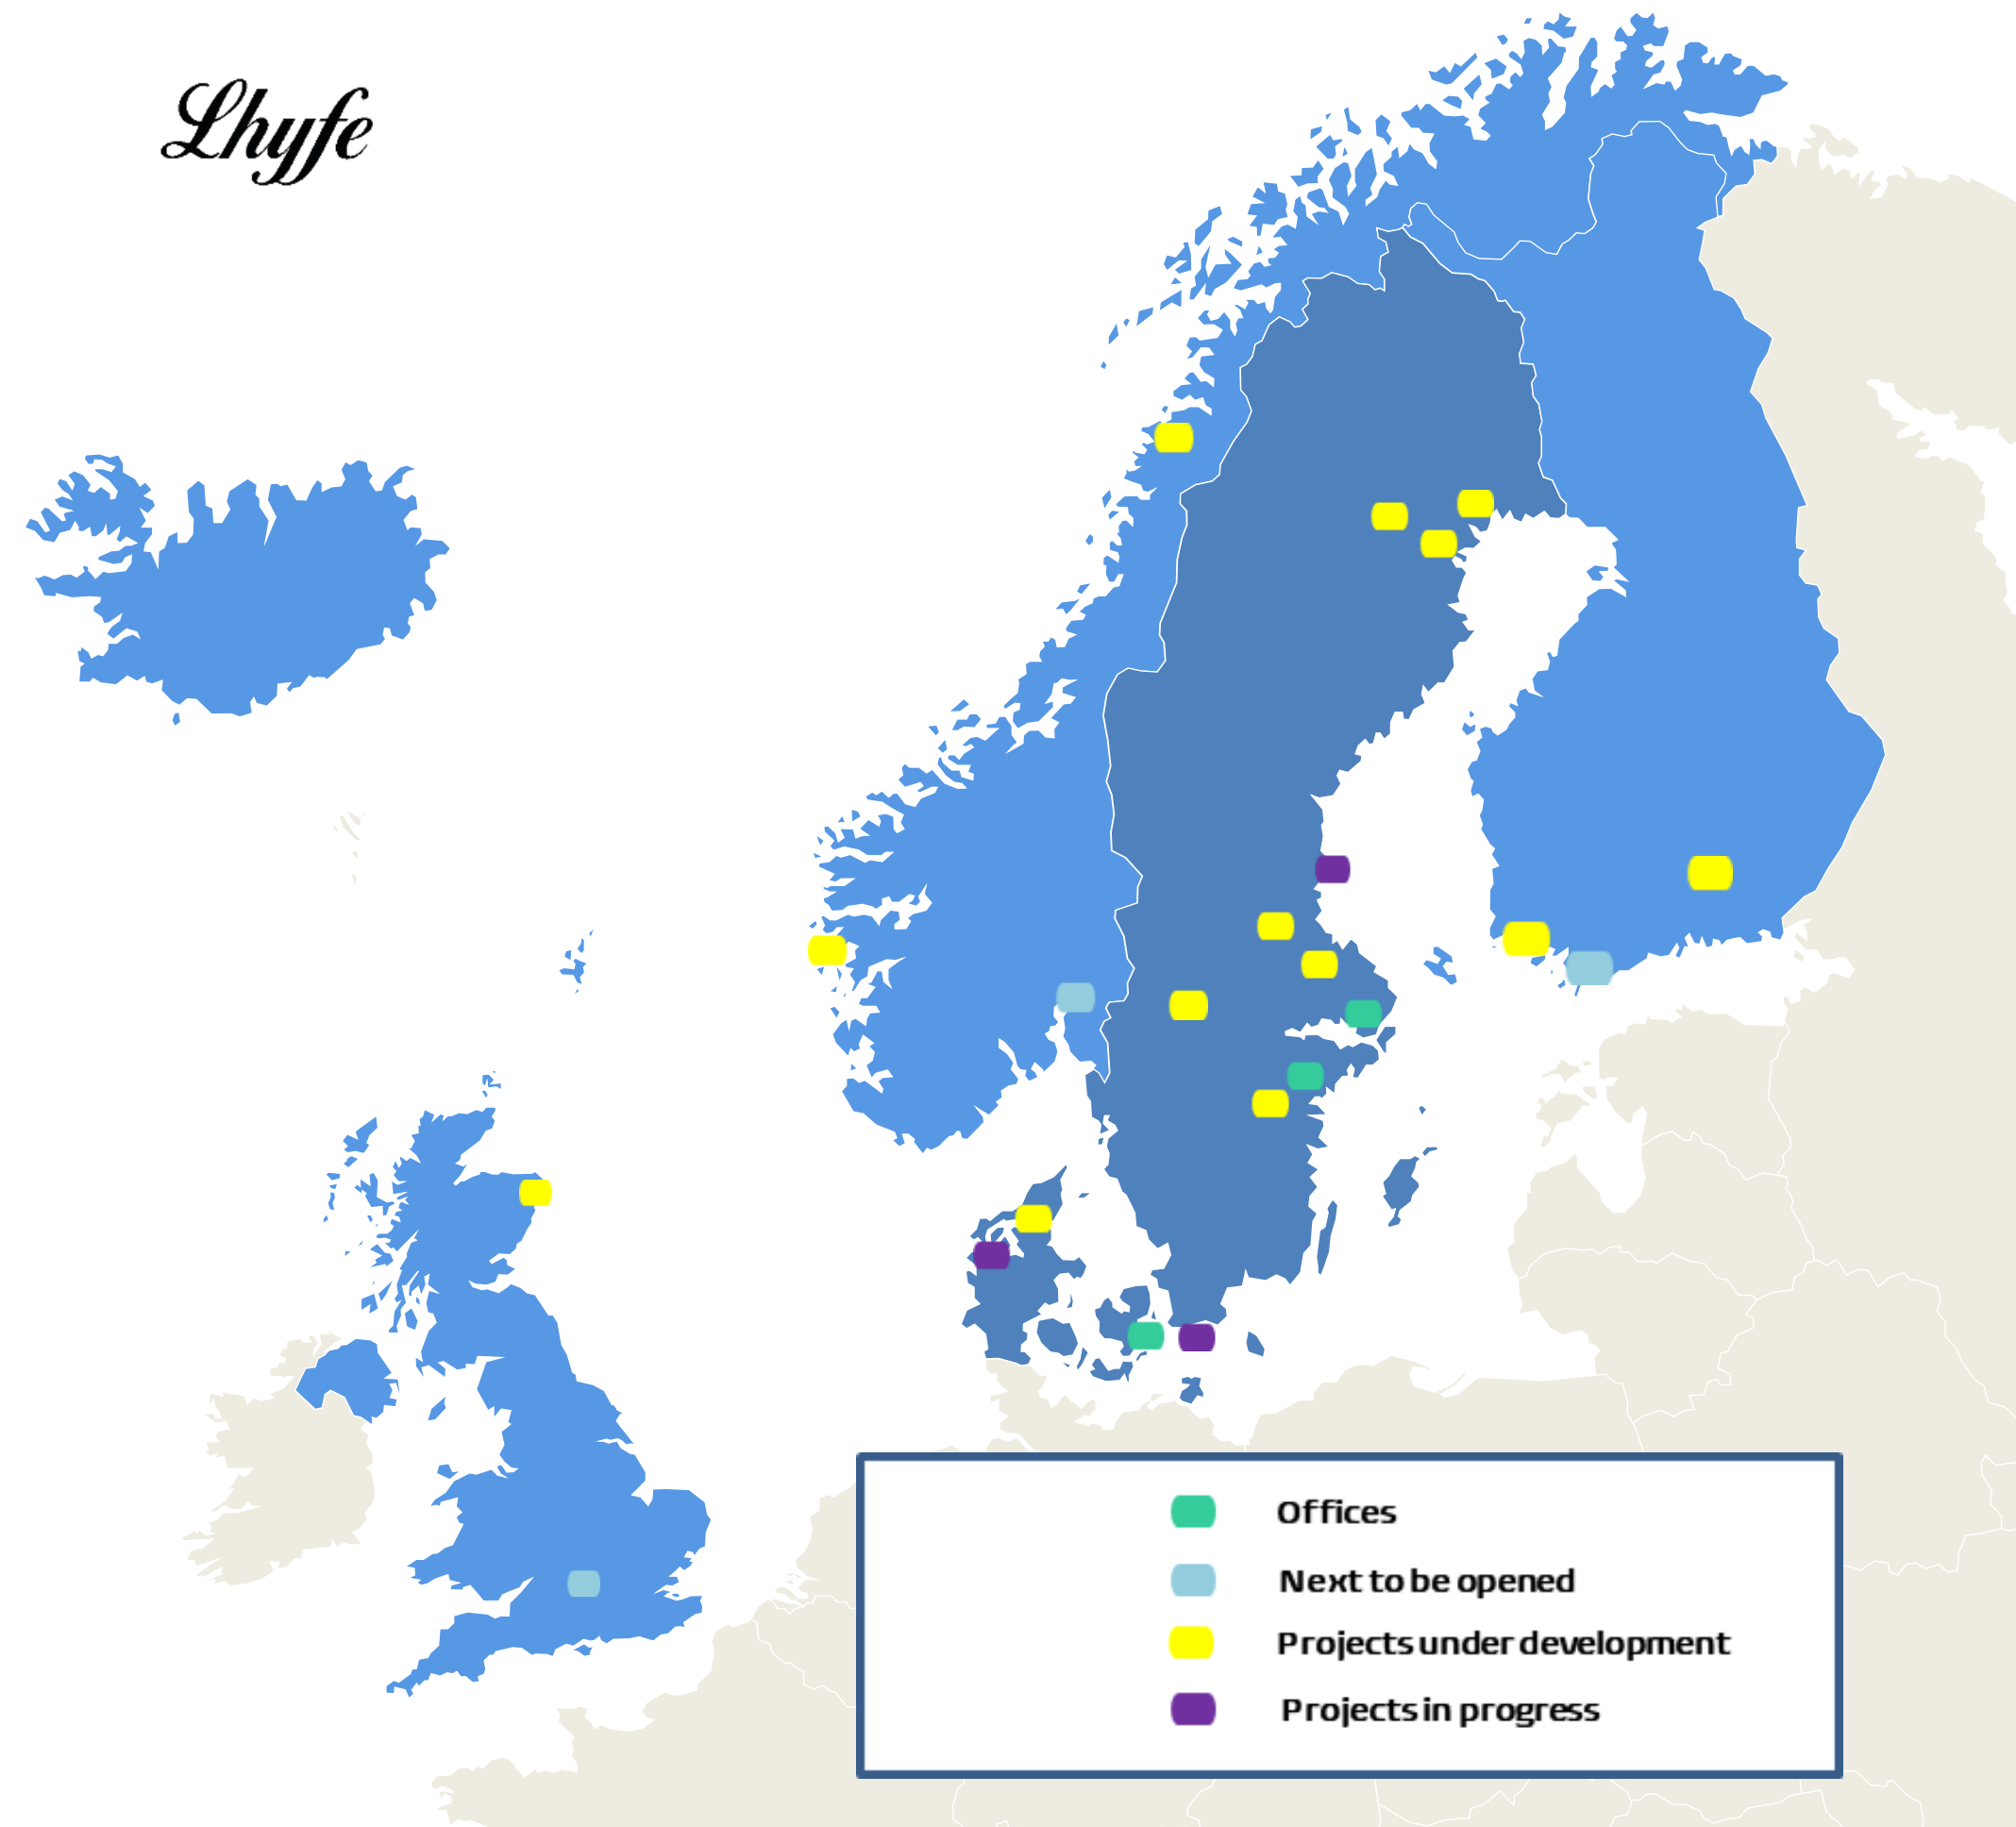 Lhyfe
Offices
Next to be opened
Projects under development
Projects in progress